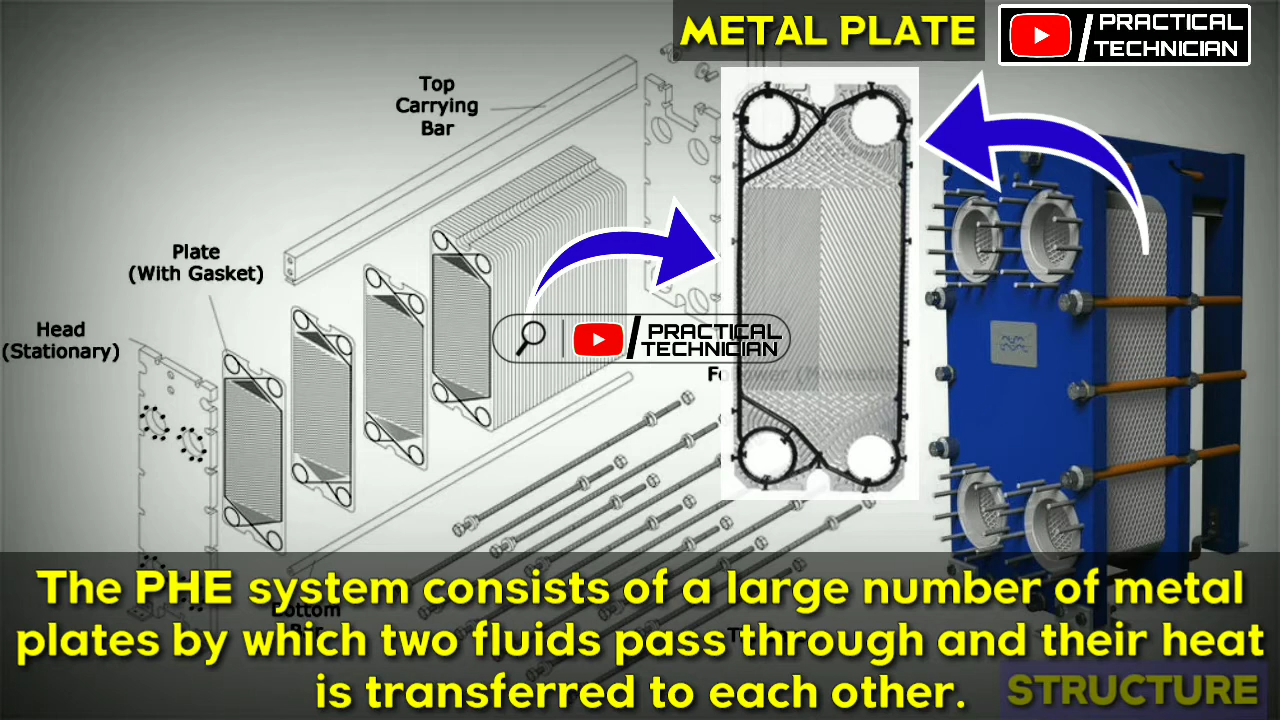 METAL PLATE
PRACTICAL
TECHNICIAN
Top
Carrying
Bar
Plate
(With Gasket)
Head
(Stationary)
PRACTICAL
TECHNICIAN
The PHE system consists of a large number of metal
plates by which two fluids pass through and their heat
is transferred to each other.
Bottom
STRUCTURE